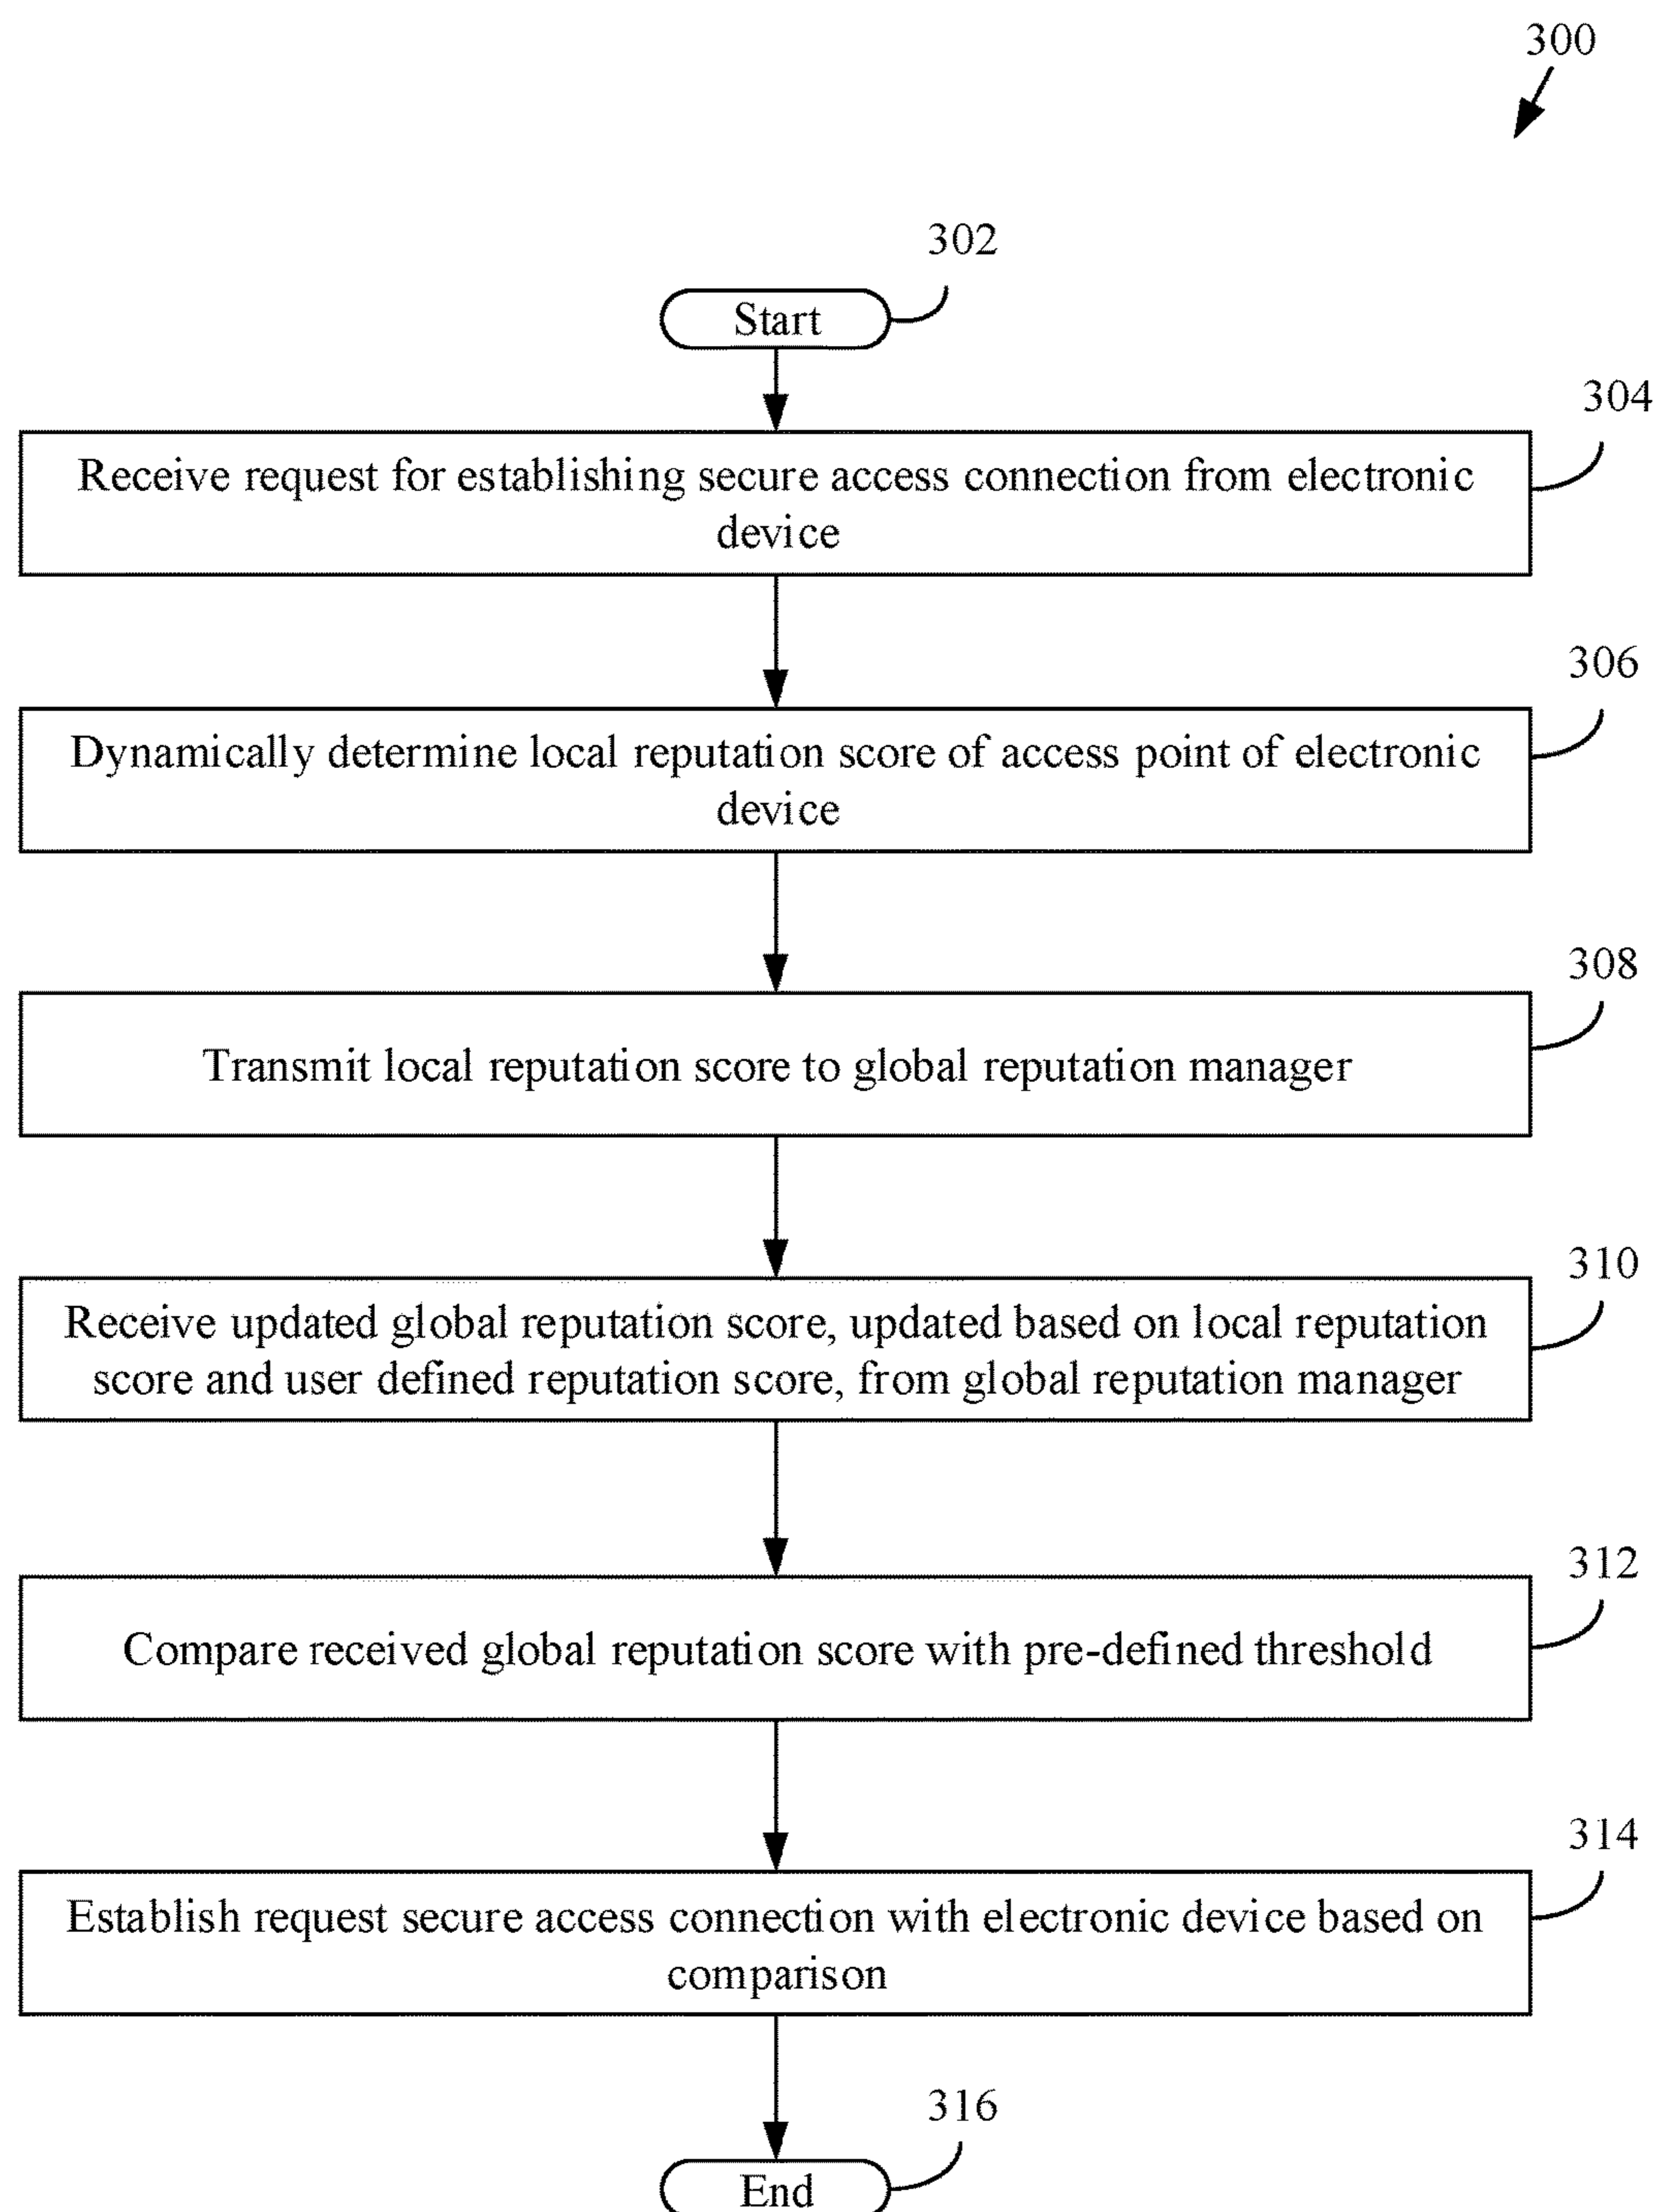 300
302
Start
304
Receive request for establishing secure access connection from electronic
device
306
Dynamically determine local reputation score of access point of electronic
device
308
Transmit local reputation score to global reputation manager
310
Receive updated global reputation score, updated based on local reputation
score and user defined reputation score, from global reputation manager
312
Compare received global reputation score with pre-defined threshold
314
Establish request secure access connection with electronic device based on
comparison
316
End